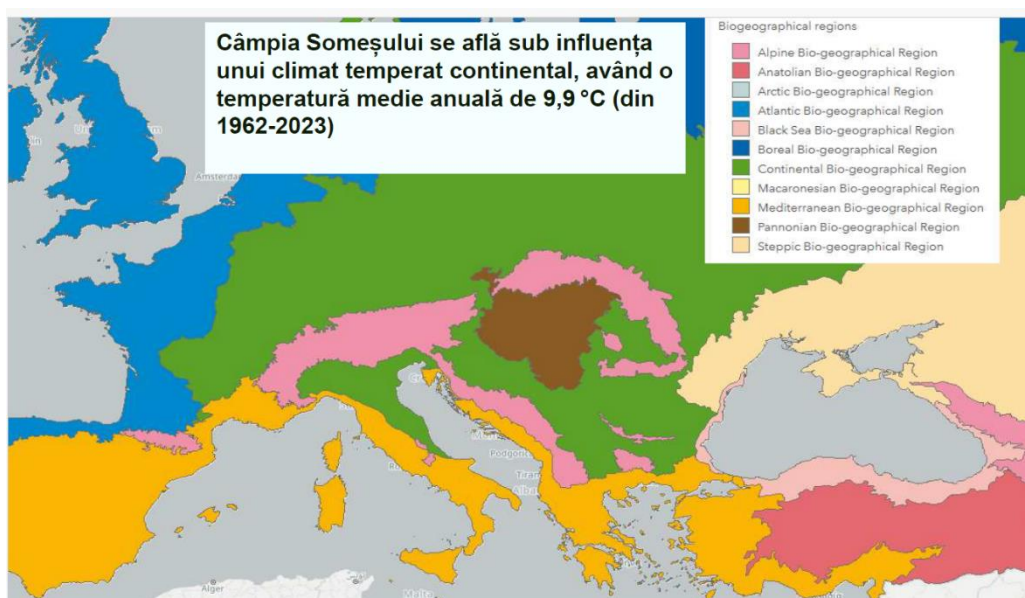 Câmpia Someșului se află sub influența
unui climat temperat continental, având o
temperatură medie anuală de 9,9 °C (din
1962-2023)
Biogeographical regions
Alpine Bio-geographical Region
Anatolian Bio-geographical Region
Arctic Bio-geographical Region
Atlantic Bio-geographical Region
Black Sea Bio-geographical Region
Boreal Bio-geographical Region
Continental Bio-geographical Region
Macaronesian Bio-geographical Region
Mediterranean Bio-geographical Region
Pannonian Bio-geographical Region
Steppic Bio-geographical Region
Amsterdam
Podgorica
Tiran
Alba
Alger
Malta